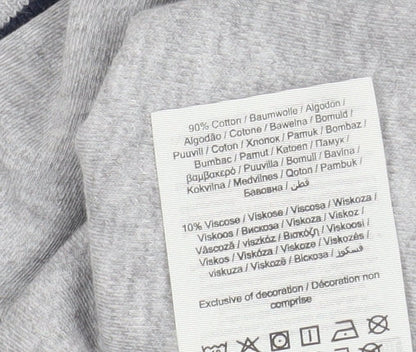 90% Cotton / Baumwolle / Algodón /
Algodão / Cotone / Bawełna / Bomuld /
Puuvill / Coton / Хлопок / Pamuk / Bombaz /
Bumbac / Pamut / Katoen / Памук /
βαμβακερό / Puuvilla / Bomull / Bavlna /
Kokvilna / Medvilnes / Qoton / Pambuk /
Бавовна / قطن
10% Viscose / Viskose / Viscosa / Wiskoza /
Viskoos / Вискоза / Viskoza / Viskoz /
Vâscoză / viszkóz / Βισκόζη / Viskoosi /
Viskos / Viskóza / Viskoze / Viskozės /
viskuza / Viskozë / Віскоза / فسكوز
Exclusive of decoration / Décoration non
comprise